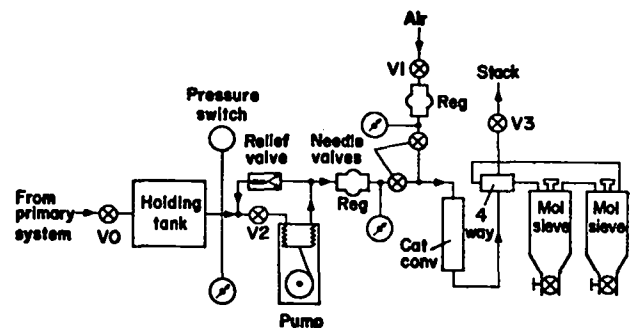 Air
V1
Reg
Stack
V3
Pressure
switch
Relief
valve
Needle
valves
From
primary
system
V0
Holding
tank
V2
Reg
Cat
conv
4
way
Mol
sieve
Mol
sieve
Pump